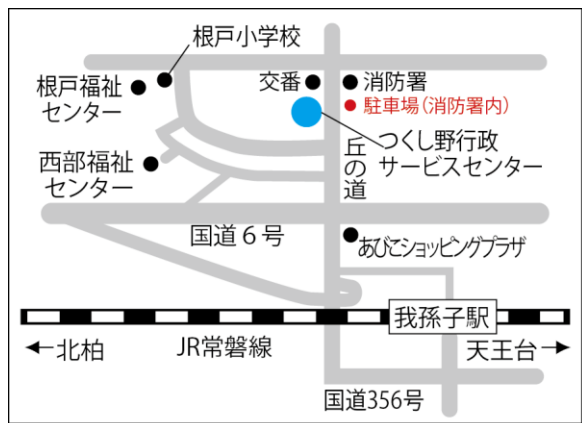 根戸小学校
根戸福祉
センター
交番
消防署
駐車場(消防署内)
つくし野行政
サービスセンター
西部福祉
センター
丘の道
国道6号
あびこショッピングプラザ
我孫子駅
←北柏
JR常磐線
天王台→
国道356号